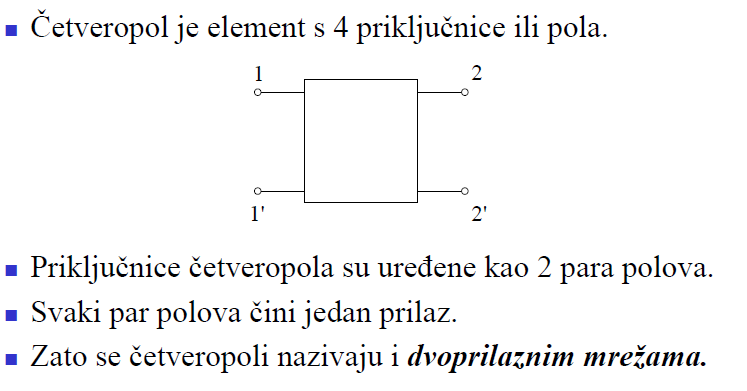 Četveropol je element s 4 priključnice ili pola.
1 2
1' 2'
Priključnice četveropola su uređene kao 2 para polova.
Svaki par polova čini jedan prilaz.
Zato se četveropoli nazivaju i dvoprilaznim mrežama.